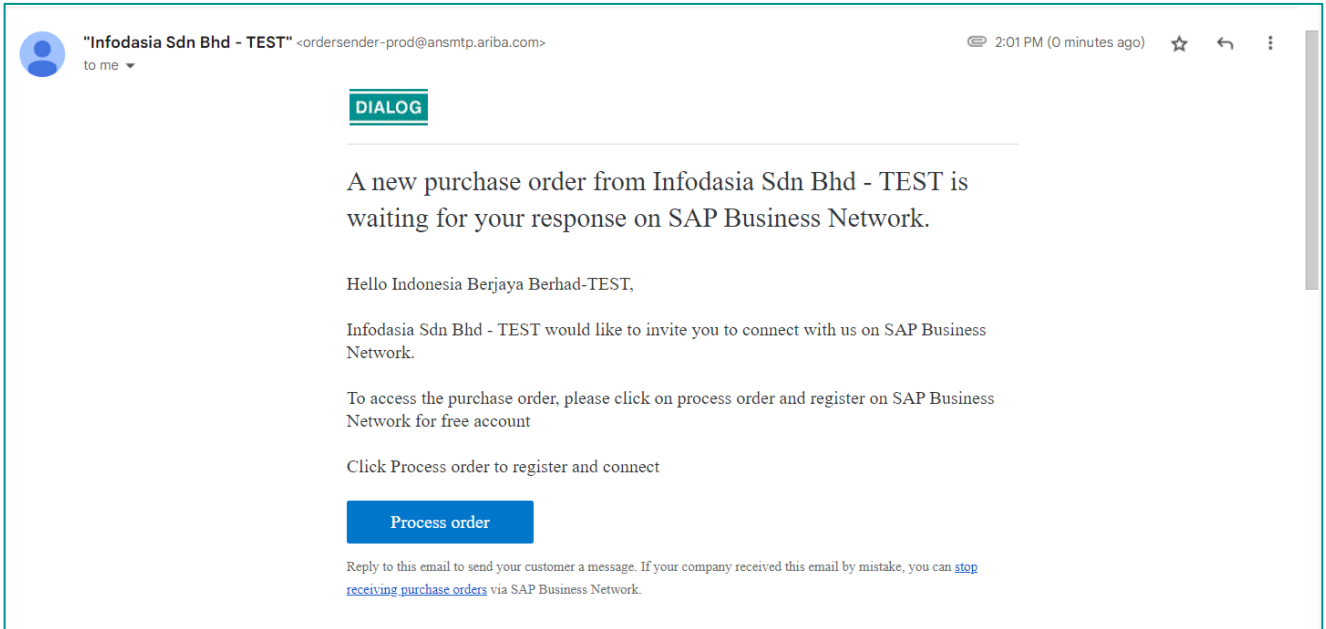 "Infodasia Sdn Bhd - TEST" <ordersender-prod@ansmtp.ariba.com>
2:01 PM (0 minutes ago)
to me
DIALOG
A new purchase order from Infodasia Sdn Bhd - TEST is
waiting for your response on SAP Business Network.
Hello Indonesia Berjaya Berhad-TEST,
Infodasia Sdn Bhd - TEST would like to invite you to connect with us on SAP Business
Network.
To access the purchase order, please click on process order and register on SAP Business
Network for free account
Click Process order to register and connect
Process order
Reply to this email to send your customer a message. If your company received this email by mistake, you can stop
receiving purchase orders via SAP Business Network.